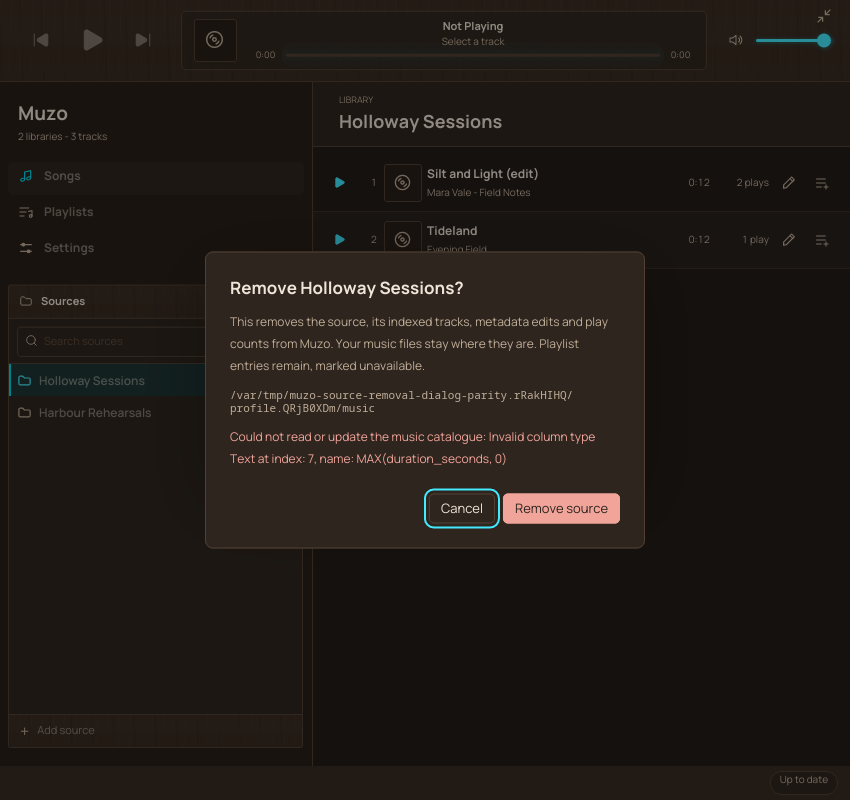 Not Playing
Select a track
0:00
0:00
Muzo
2 libraries - 3 tracks
Songs
Playlists
Settings
Sources
Search sources
Holloway Sessions
Harbour Rehearsals
Add source
LIBRARY
Holloway Sessions
1
Silt and Light (edit)
Mara Vale - Field Notes
0:12
2 plays
2
Tideland
Evening Field
0:12
1 play
Remove Holloway Sessions?
This removes the source, its indexed tracks, metadata edits and play
counts from Muzo. Your music files stay where they are. Playlist
entries remain, marked unavailable.
/var/tmp/muzo-source-removal-dialog-parity.rRakHIHQ/
profile.QRjB0XDm/music
Could not read or update the music catalogue: Invalid column type
Text at index: 7, name: MAX(duration_seconds, 0)
Cancel
Remove source
Up to date